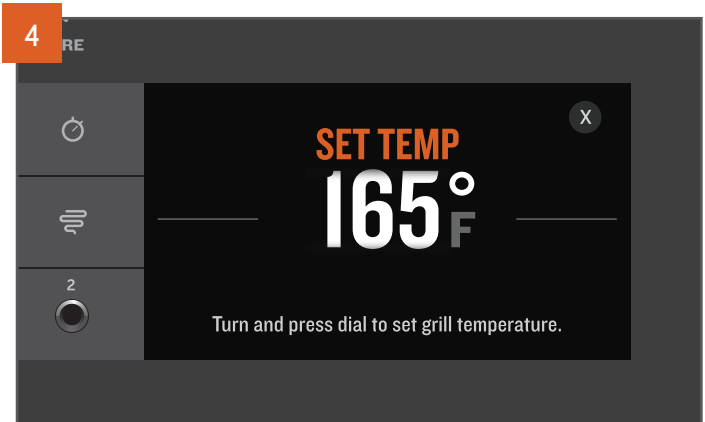 4
RE
X
SET TEMP
165°
F
2
Turn and press dial to set grill temperature.